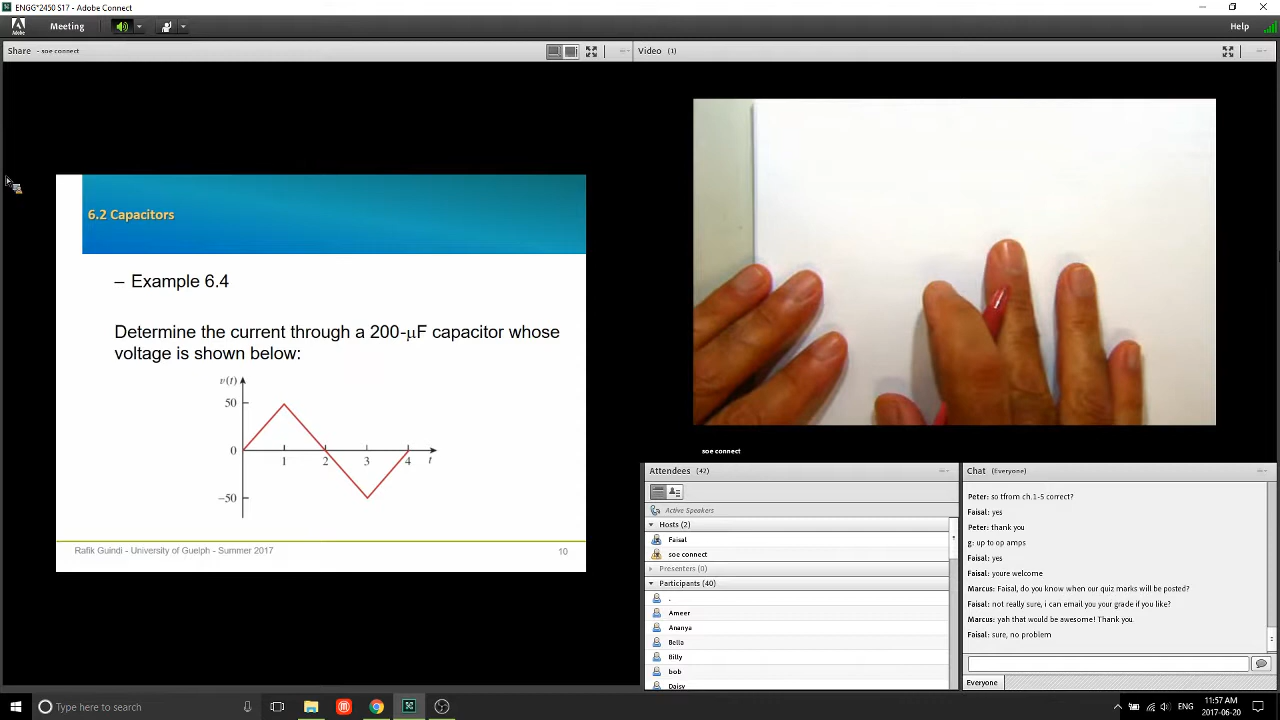 ENGG*2450 S17 - Adobe Connect
Meeting
Help
Share - soe connect
Video (1)
6.2 Capacitors
– Example 6.4
Determine the current through a 200-μF capacitor whose
voltage is shown below:
v(t)
50
0
1
2
3
4
t
−50
Rafik Guindi - University of Guelph - Summer 2017
10
soe connect
Attendees (42)
Active Speakers
Hosts (2)
Faisal
soe connect
Presenters (0)
Participants (40)
.
Ameer
Ananya
Bella
Billy
bob
Daisy
Chat (Everyone)
Peter: so tfrom ch.1-5 correct?
Faisal: yes
Peter: thank you
g: up to op amps
Faisal: yes
Faisal: youre welcome
Marcus: Faisal, do you know when our quiz marks will be posted?
Faisal: not really sure, i can email you your grade if you like?
Marcus: yah that would be awesome! Thank you.
Faisal: sure, no problem
Everyone
Type here to search
ENG
11:57 AM
2017-06-20